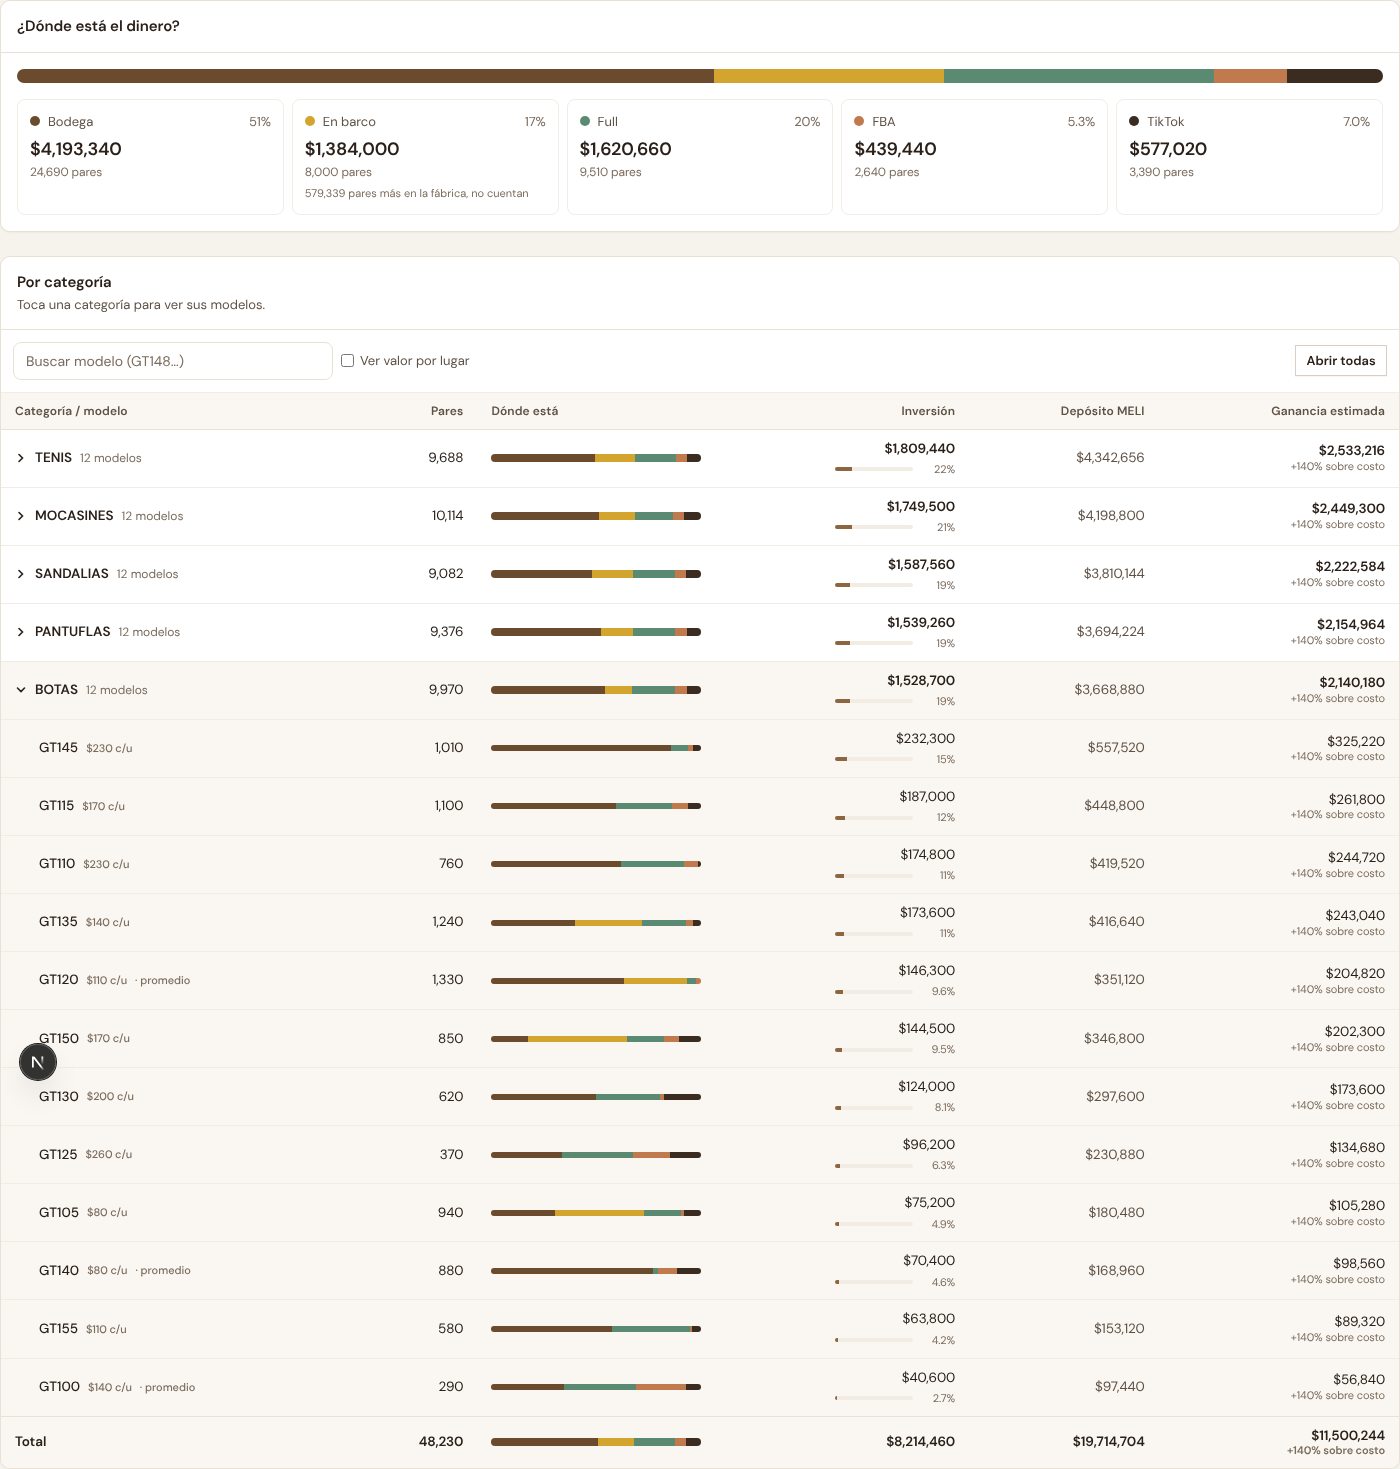 ¿Dónde está el dinero?
Bodega 51%
$4,193,340
24,690 pares
En barco 17%
$1,384,000
8,000 pares
579,339 pares más en la fábrica, no cuentan
Full 20%
$1,620,660
9,510 pares
FBA 5.3%
$439,440
2,640 pares
TikTok 7.0%
$577,020
3,390 pares
Por categoría
Toca una categoría para ver sus modelos.
Buscar modelo (GT148…) Ver valor por lugar Abrir todas
Categoría / modelo Pares Dónde está Inversión Depósito MELI Ganancia estimada
TENIS 12 modelos 9,688 $1,809,440 22% $4,342,656 $2,533,216 +140% sobre costo
MOCASINES 12 modelos 10,114 $1,749,500 21% $4,198,800 $2,449,300 +140% sobre costo
SANDALIAS 12 modelos 9,082 $1,587,560 19% $3,810,144 $2,222,584 +140% sobre costo
PANTUFLAS 12 modelos 9,376 $1,539,260 19% $3,694,224 $2,154,964 +140% sobre costo
BOTAS 12 modelos 9,970 $1,528,700 19% $3,668,880 $2,140,180 +140% sobre costo
GT145 $230 c/u 1,010 $232,300 15% $557,520 $325,220 +140% sobre costo
GT115 $170 c/u 1,100 $187,000 12% $448,800 $261,800 +140% sobre costo
GT110 $230 c/u 760 $174,800 11% $419,520 $244,720 +140% sobre costo
GT135 $140 c/u 1,240 $173,600 11% $416,640 $243,040 +140% sobre costo
GT120 $110 c/u · promedio 1,330 $146,300 9.6% $351,120 $204,820 +140% sobre costo
GT150 $170 c/u 850 $144,500 9.5% $346,800 $202,300 +140% sobre costo
N
GT130 $200 c/u 620 $124,000 8.1% $297,600 $173,600 +140% sobre costo
GT125 $260 c/u 370 $96,200 6.3% $230,880 $134,680 +140% sobre costo
GT105 $80 c/u 940 $75,200 4.9% $180,480 $105,280 +140% sobre costo
GT140 $80 c/u · promedio 880 $70,400 4.6% $168,960 $98,560 +140% sobre costo
GT155 $110 c/u 580 $63,800 4.2% $153,120 $89,320 +140% sobre costo
GT100 $140 c/u · promedio 290 $40,600 2.7% $97,440 $56,840 +140% sobre costo
Total 48,230 $8,214,460 $19,714,704 $11,500,244 +140% sobre costo